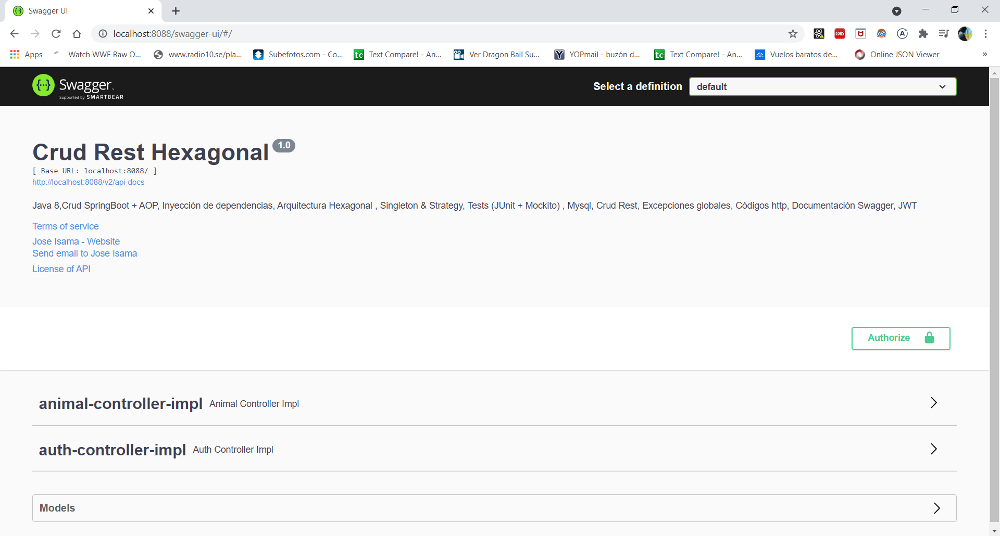 Swagger UI
localhost:8088/swagger-ui/#/
Apps
Watch WWE Raw O...
www.radio10.se/pla...
Subefotos.com - Co...
tc
Text Compare! - An...
Ver Dragon Ball Su...
Y
YOPmail - buzón d...
tc
Text Compare! - An...
Vuelos baratos de...
Online JSON Viewer
»
CORS
A
{···} Swagger
Supported by SMARTBEAR
Select a definition
default
Crud Rest Hexagonal 1.0
[ Base URL: localhost:8088/ ]
http://localhost:8088/v2/api-docs
Java 8,Crud SpringBoot + AOP, Inyección de dependencias, Arquitectura Hexagonal , Singleton & Strategy, Tests (JUnit + Mockito) , Mysql, Crud Rest, Excepciones globales, Códigos http, Documentación Swagger, JWT
Terms of service
Jose Isama - Website
Send email to Jose Isama
License of API
Authorize
animal-controller-impl Animal Controller Impl
auth-controller-impl Auth Controller Impl
Models